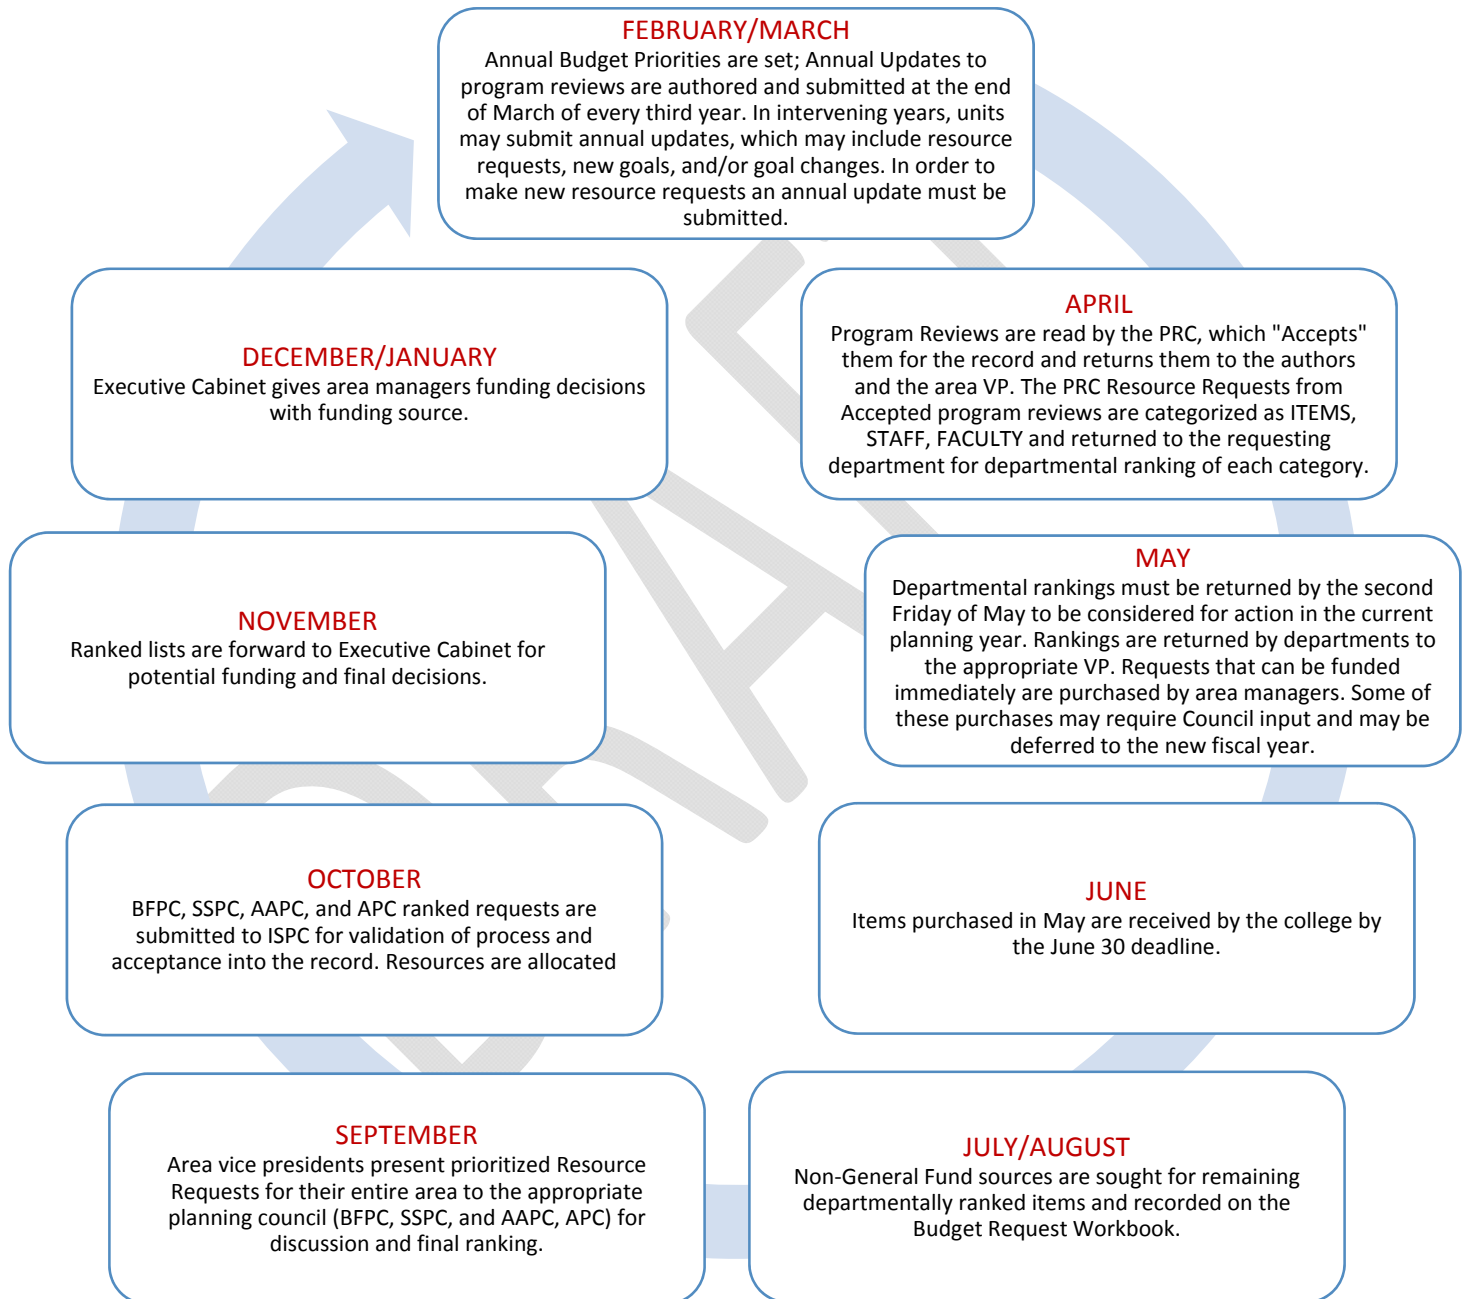 FEBRUARY/MARCH
Annual Budget Priorities are set; Annual Updates to
program reviews are authored and submitted at the end
of March of every third year. In intervening years, units
may submit annual updates, which may include resource
requests, new goals, and/or goal changes. In order to
make new resource requests an annual update must be
submitted.
APRIL
Program Reviews are read by the PRC, which "Accepts"
them for the record and returns them to the authors
and the area VP. The PRC Resource Requests from
Accepted program reviews are categorized as ITEMS,
STAFF, FACULTY and returned to the requesting
department for departmental ranking of each category.
MAY
Departmental rankings must be returned by the second
Friday of May to be considered for action in the current
planning year. Rankings are returned by departments to
the appropriate VP. Requests that can be funded
immediately are purchased by area managers. Some of
these purchases may require Council input and may be
deferred to the new fiscal year.
JUNE
Items purchased in May are received by the college by
the June 30 deadline.
JULY/AUGUST
Non-General Fund sources are sought for remaining
departmentally ranked items and recorded on the
Budget Request Workbook.
SEPTEMBER
Area vice presidents present prioritized Resource
Requests for their entire area to the appropriate
planning council (BFPC, SSPC, and AAPC, APC) for
discussion and final ranking.
OCTOBER
BFPC, SSPC, AAPC, and APC ranked requests are
submitted to ISPC for validation of process and
acceptance into the record. Resources are allocated
NOVEMBER
Ranked lists are forward to Executive Cabinet for
potential funding and final decisions.
DECEMBER/JANUARY
Executive Cabinet gives area managers funding decisions
with funding source.